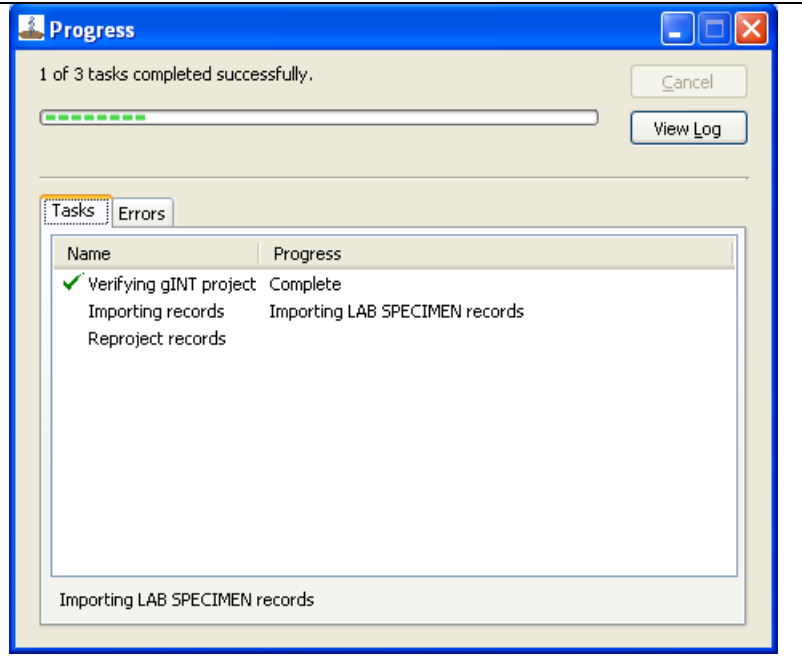 Progress
1 of 3 tasks completed successfully.
Cancel
View Log
Tasks Errors
Name Progress
Verifying gINT project Complete
Importing records Importing LAB SPECIMEN records
Reproject records
Importing LAB SPECIMEN records